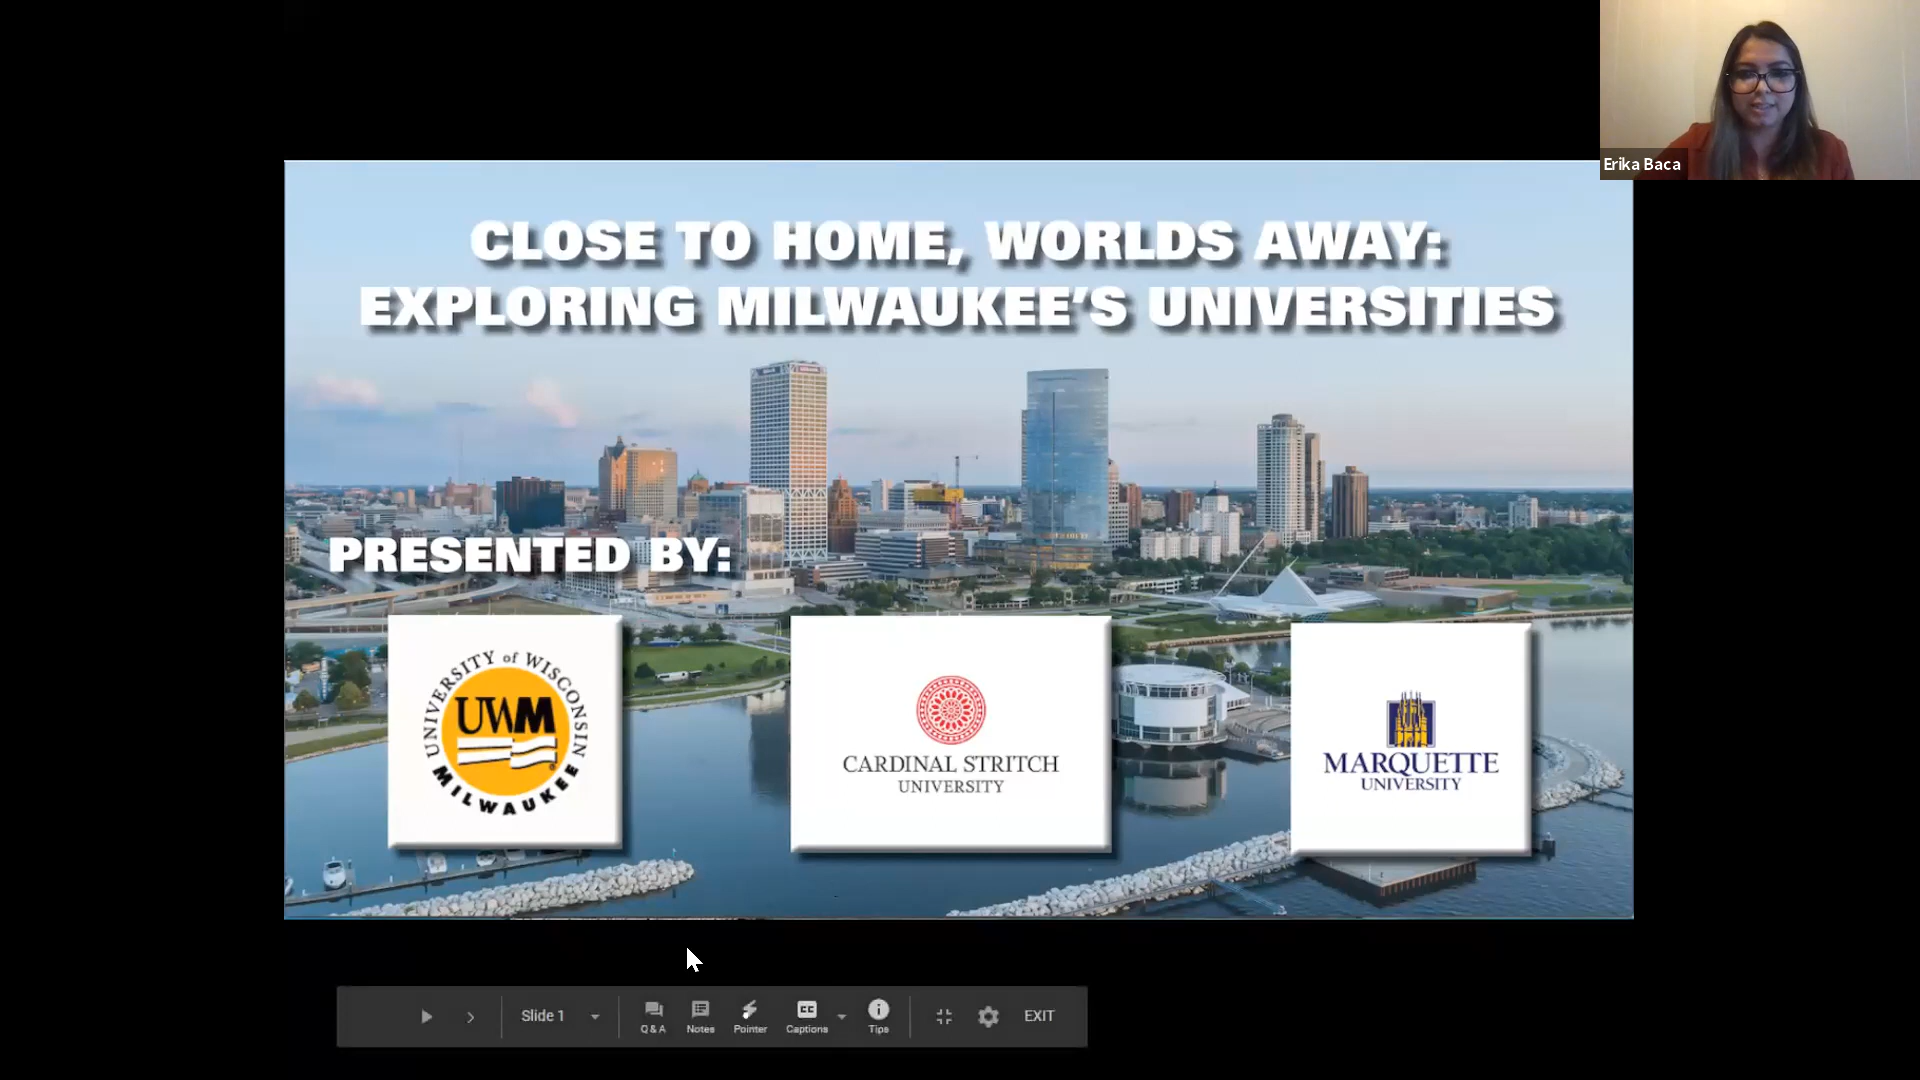 Erika Baca
CLOSE TO HOME, WORLDS AWAY:
EXPLORING MILWAUKEE'S UNIVERSITIES
PRESENTED BY:
UNIVERSITY of WISCONSIN
UWM
MILWAUKEE
CARDINAL STRITCH
UNIVERSITY
MARQUETTE
UNIVERSITY
Slide 1
Q & A
Notes
Pointer
CC
Captions
Tips
EXIT